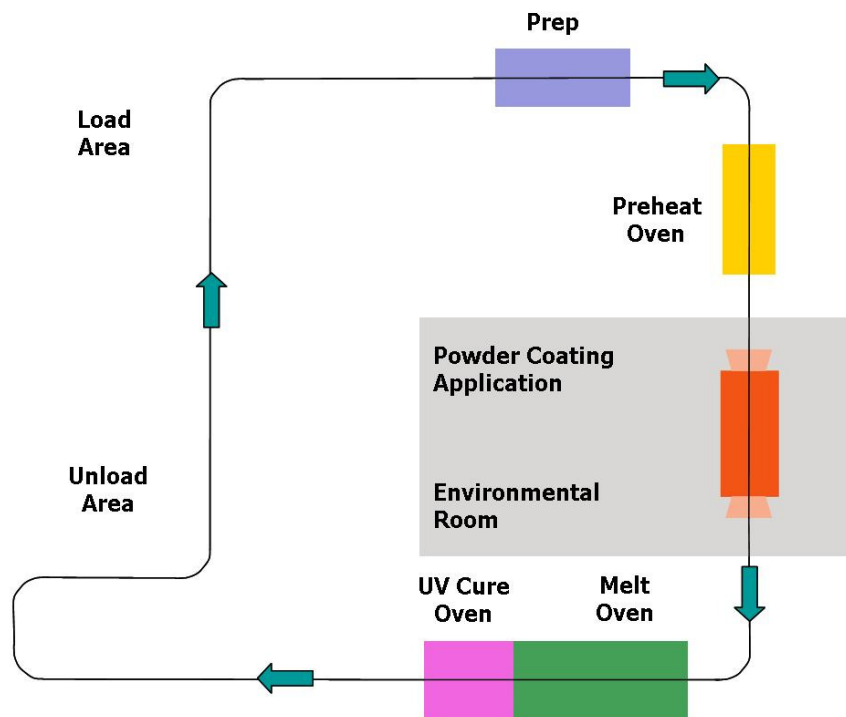 Prep
Load
Area
Preheat
Oven
Powder Coating
Application
Unload
Area
Environmental
Room
UV Cure
Oven
Melt
Oven